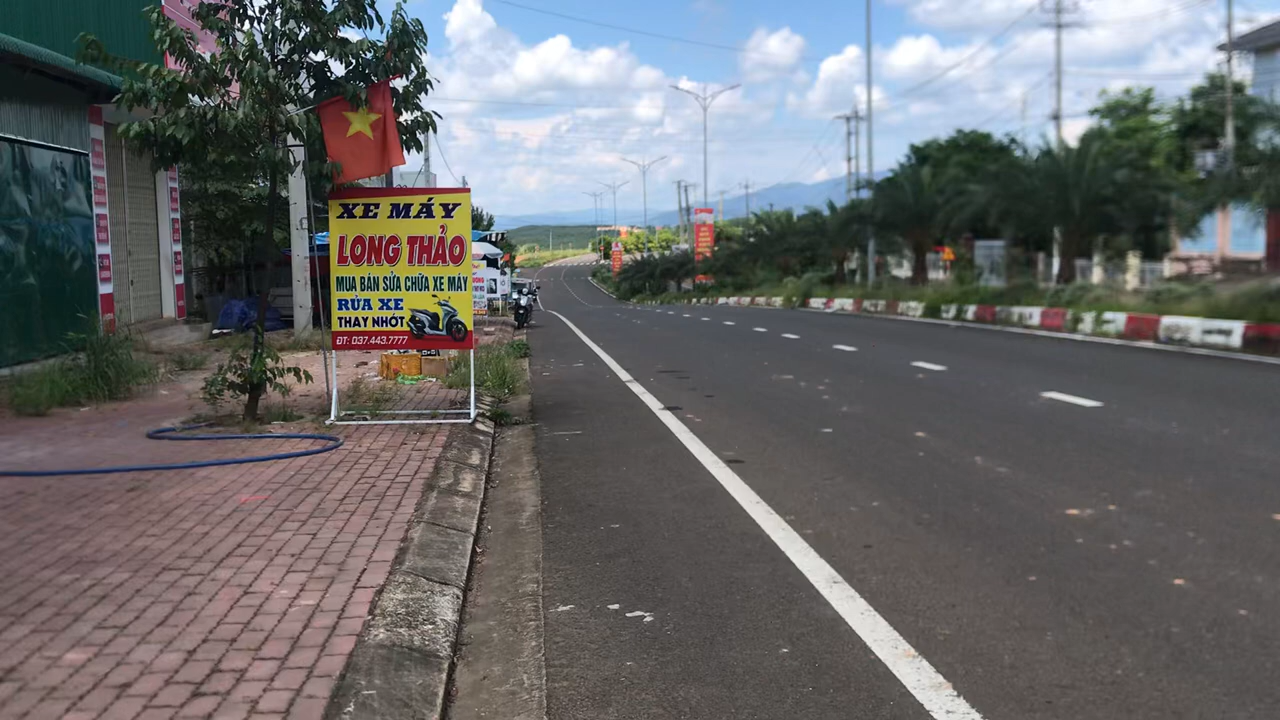 XE MÁY
LONG THẢO
MUA BÁN SỬA CHỮA XE MÁY
RỬA XE
THAY NHỚT
ĐT: 037.443.7777